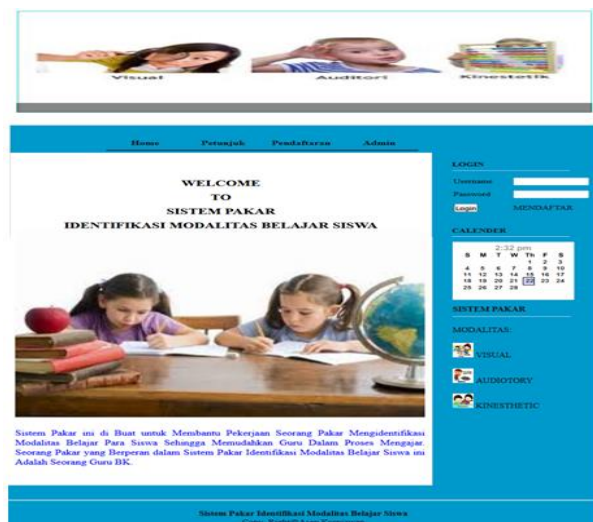 Visual Auditori Kinestetik
Home Petunjuk Pendaftaran Admin
WELCOME
TO
SISTEM PAKAR
IDENTIFIKASI MODALITAS BELAJAR SISWA
Sistem Pakar ini di Buat untuk Membantu Pekerjaan Seorang Pakar Mengidentifikasi
Modalitas Belajar Para Siswa Sehingga Memudahkan Guru Dalam Proses Mengajar.
Seorang Pakar yang Berperan dalam Sistem Pakar Identifikasi Modalitas Belajar Siswa ini
Adalah Seorang Guru BK.
LOGIN
Username
Password
Login MENDAFTAR
CALENDER
2:32 pm
S M T W Th F S
1 2 3
4 5 6 7 8 9 10
11 12 13 14 15 16 17
18 19 20 21 22 23 24
25 26 27 28
SISTEM PAKAR
MODALITAS:
VISUAL
AUDIOTORY
KINESTHETIC
Sistem Pakar Identifikasi Modalitas Belajar Siswa